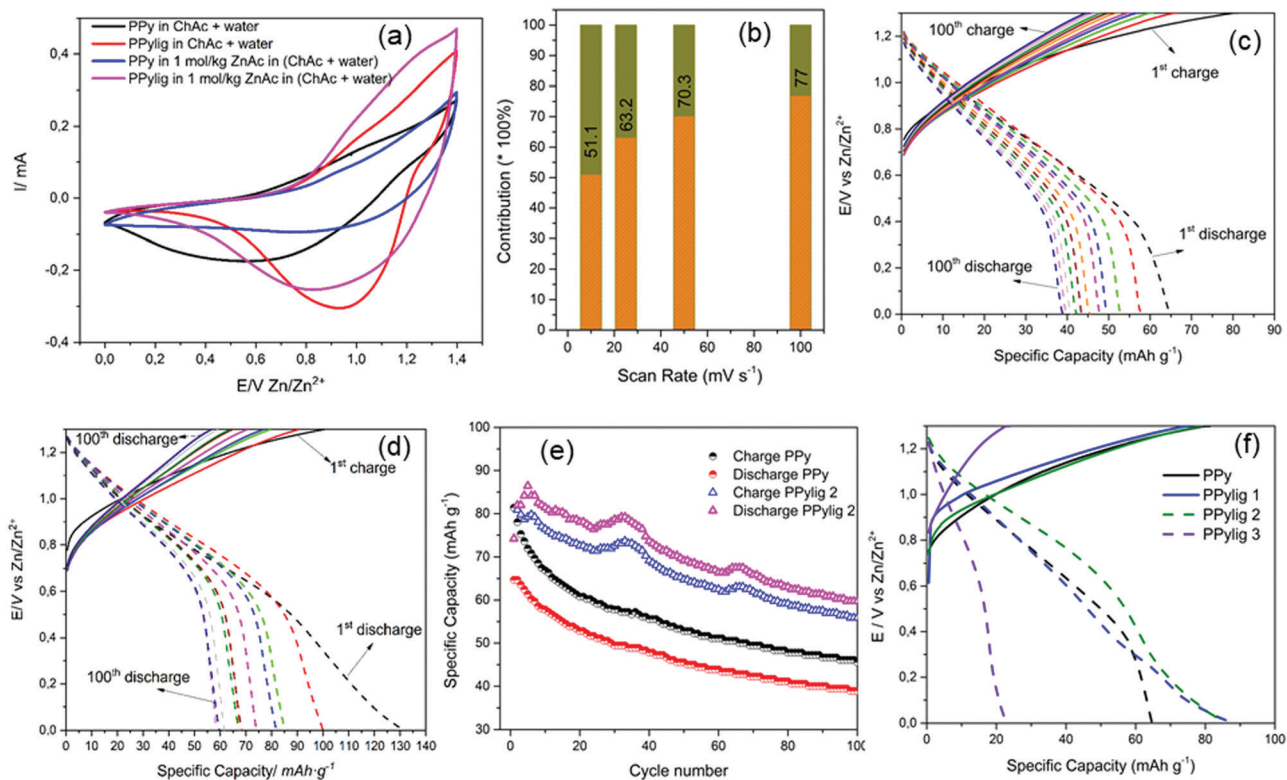 (a)
PPy in ChAc + water
PPylig in ChAc + water
PPy in 1 mol/kg ZnAc in (ChAc + water)
PPylig in 1 mol/kg ZnAc in (ChAc + water)
I/ mA
0,4
0,2
0,0
-0,2
-0,4
0,0 0,2 0,4 0,6 0,8 1,0 1,2 1,4
E/V Zn/Zn²⁺
(b)
Contribution (* 100%)
100
90
80
70
60
50
40
30
20
10
0
51.1
63.2
70.3
77
0 20 40 60 80 100
Scan Rate (mV s⁻¹)
(c)
100th charge
1st charge
1st discharge
100th discharge
E/V vs Zn/Zn²⁺
1,2
1,0
0,8
0,6
0,4
0,2
0,0
0 10 20 30 40 50 60 70 80 90
Specific Capacity (mAh g⁻¹)
(d)
100th discharge
1st charge
1st discharge
100th discharge
E/V vs Zn/Zn²⁺
1,2
1,0
0,8
0,6
0,4
0,2
0,0
0 10 20 30 40 50 60 70 80 90 100 110 120 130 140
Specific Capacity/ mAh·g⁻¹
(e)
Charge PPy
Discharge PPy
Charge PPylig 2
Discharge PPylig 2
Specific Capacity (mAh g⁻¹)
100
90
80
70
60
50
40
30
0 20 40 60 80 100
Cycle number
(f)
PPy
PPylig 1
PPylig 2
PPylig 3
E / V vs Zn/Zn²⁺
1,2
1,0
0,8
0,6
0,4
0,2
0,0
0 20 40 60 80 100
Specific Capacity (mAh g⁻¹)